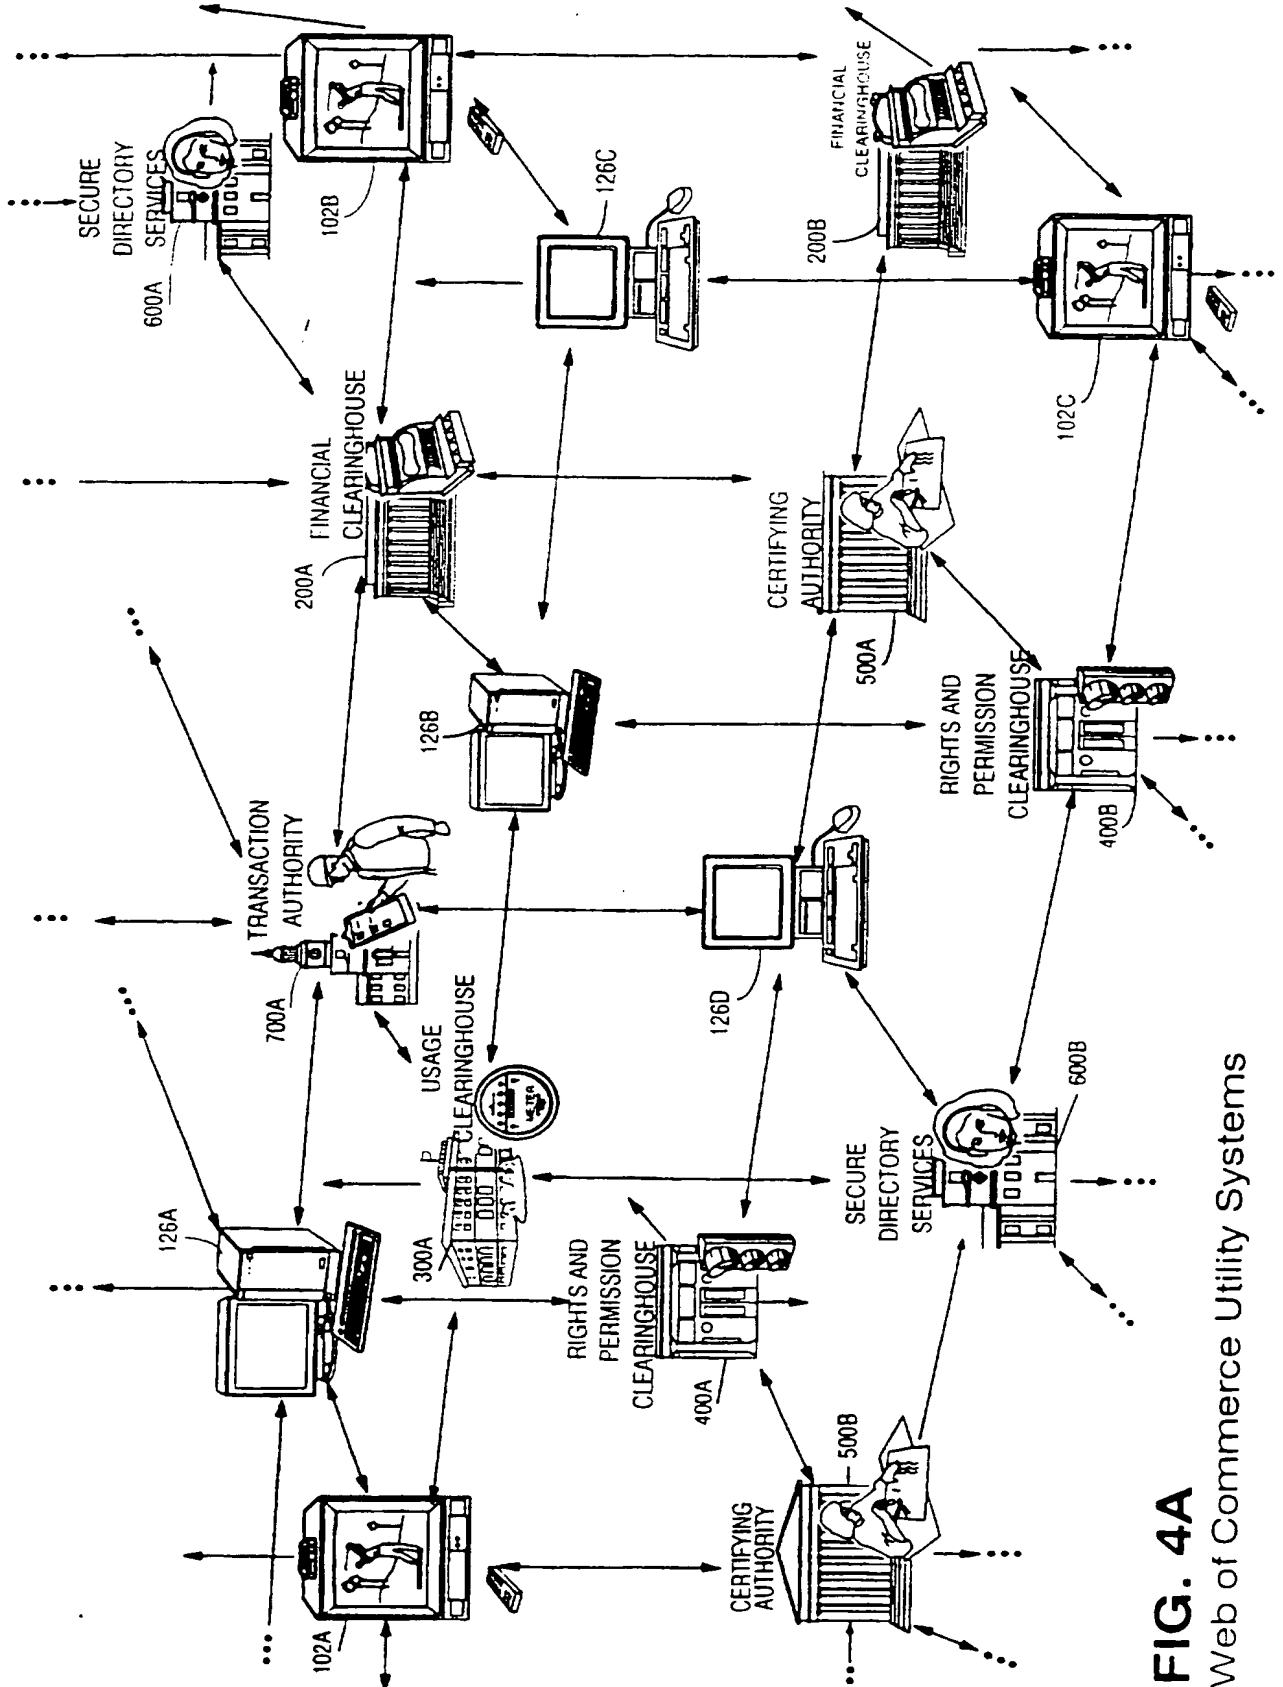 SECURE
DIRECTORY
SERVICES
600A
102B
126C
FINANCIAL
CLEARINGHOUSE
200B
102C
FINANCIAL
CLEARINGHOUSE
200A
CERTIFYING
AUTHORITY
500A
126B
RIGHTS AND
PERMISSION
CLEARINGHOUSE
400B
TRANSACTION
AUTHORITY
700A
126D
USAGE
CLEARINGHOUSE
METER
300A
SECURE
DIRECTORY
SERVICES
600B
126A
RIGHTS AND
PERMISSION
CLEARINGHOUSE
400A
102A
CERTIFYING
AUTHORITY
500B
FIG. 4A
Web of Commerce Utility Systems